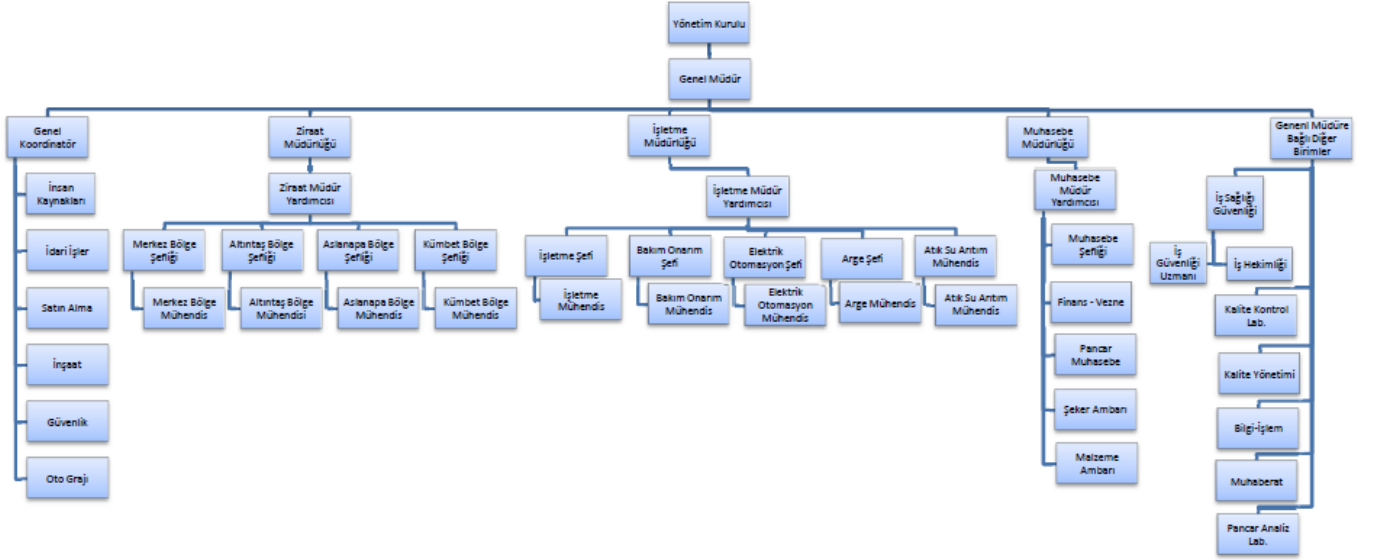 Yönetim Kurulu
Genel Müdür
Genel
Koordinatör
Ziraat
Müdürlüğü
İşletme
Müdürlüğü
Muhasebe
Müdürlüğü
Genenl Müdüre
Bağlı Diğer
Birimler
İnsan
Kaynakları
İdari İşler
Satın Alma
İnşaat
Güvenlik
Oto Grajı
Ziraat Müdür
Yardımcısı
Merkez Bölge
Şefliği
Merkez Bölge
Mühendis
Altıntaş Bölge
Şefliği
Altıntaş Bölge
Mühendisi
Aslanapa Bölge
Şefliği
Aslanapa Bölge
Mühendis
Kümbet Bölge
Şefliği
Kümbet Bölge
Mühendis
İşletme Müdür
Yardımcısı
İşletme Şefi
İşletme
Mühendis
Bakım Onarım
Şefi
Bakım Onarım
Mühendis
Elektrik
Otomasyon Şefi
Elektrik
Otomasyon
Mühendis
Arge Şefi
Arge Mühendis
Atık Su Arıtım
Mühendis
Atık Su Arıtım
Mühendis
Muhasebe
Müdür
Yardımcısı
Muhasebe
Şefliği
Finans - Vezne
Pancar
Muhasebe
Şeker Ambarı
Malzeme
Ambarı
İş Sağlığı
Güvenliği
İş
Güvenliği
Uzmanı
İş Hekimliği
Kalite Kontrol
Lab.
Kalite Yönetimi
Bilgi-İşlem
Muhaberat
Pancar Analiz
Lab.